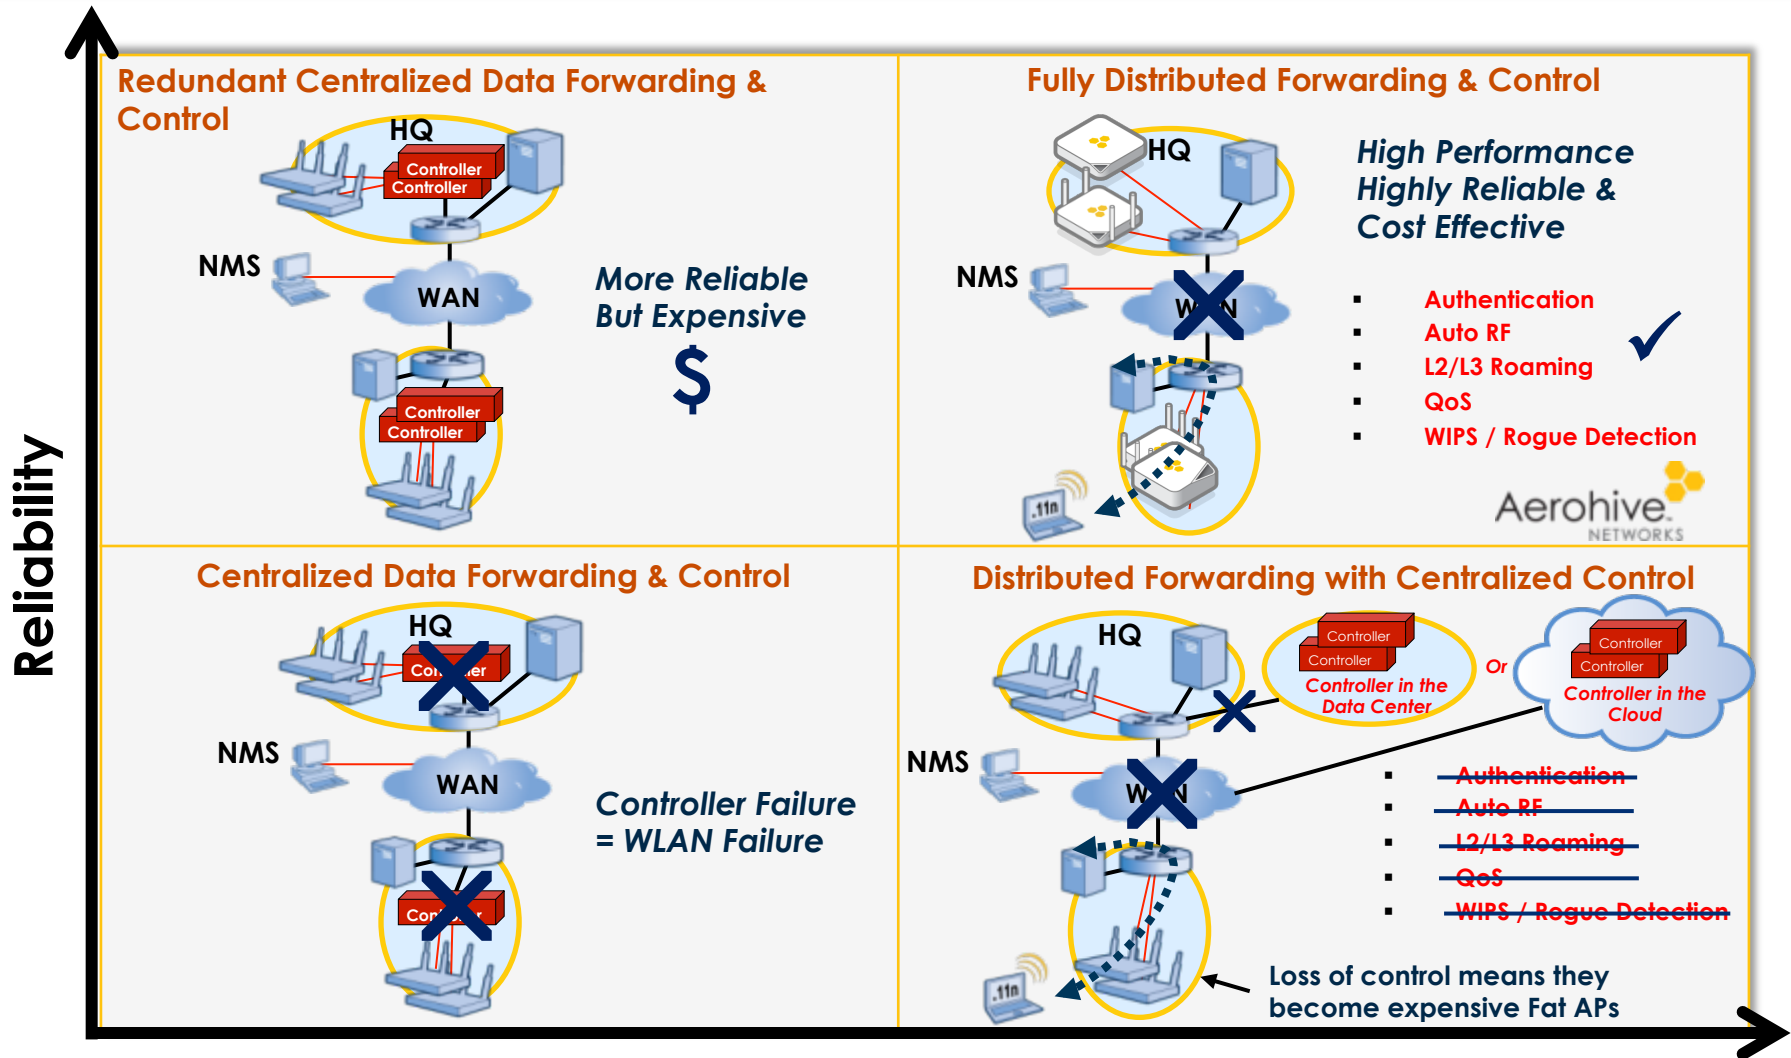 Reliability
Redundant Centralized Data Forwarding &
Control
HQ
Controller
Controller
NMS
WAN
More Reliable
But Expensive
$
Controller
Controller
Fully Distributed Forwarding & Control
HQ
High Performance
Highly Reliable &
Cost Effective
NMS
▪ Authentication
▪ Auto RF
▪ L2/L3 Roaming
▪ QoS
▪ WIPS / Rogue Detection
.11n
Aerohive
NETWORKS
Centralized Data Forwarding & Control
HQ
NMS
WAN
Controller Failure
= WLAN Failure
Distributed Forwarding with Centralized Control
HQ
Controller
Controller
Controller in the
Data Center
Or
Controller
Controller
Controller in the
Cloud
NMS
▪ Authentication
▪ Auto RF
▪ L2/L3 Roaming
▪ QoS
▪ WIPS / Rogue Detection
.11n
Loss of control means they
become expensive Fat APs